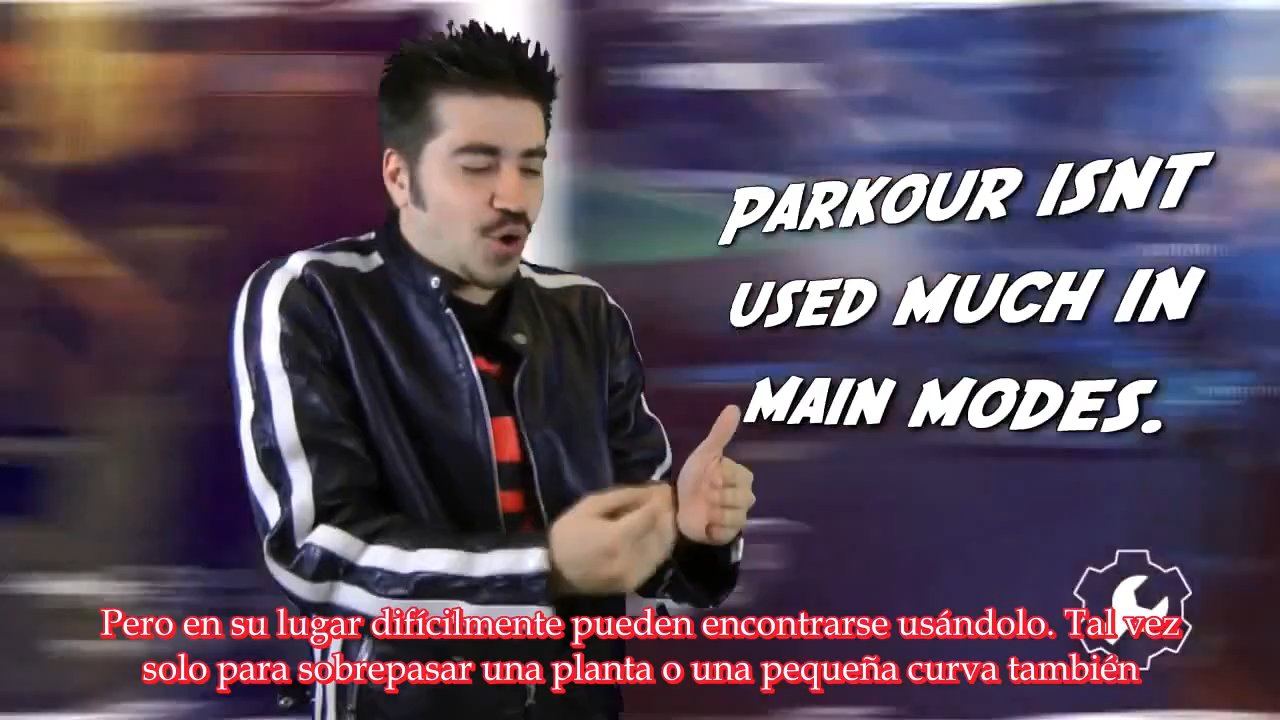 PARKOUR ISNT
USED MUCH IN
MAIN MODES.
Pero en su lugar difícilmente pueden encontrarse usándolo. Tal vez
solo para sobrepasar una planta o una pequeña curva también